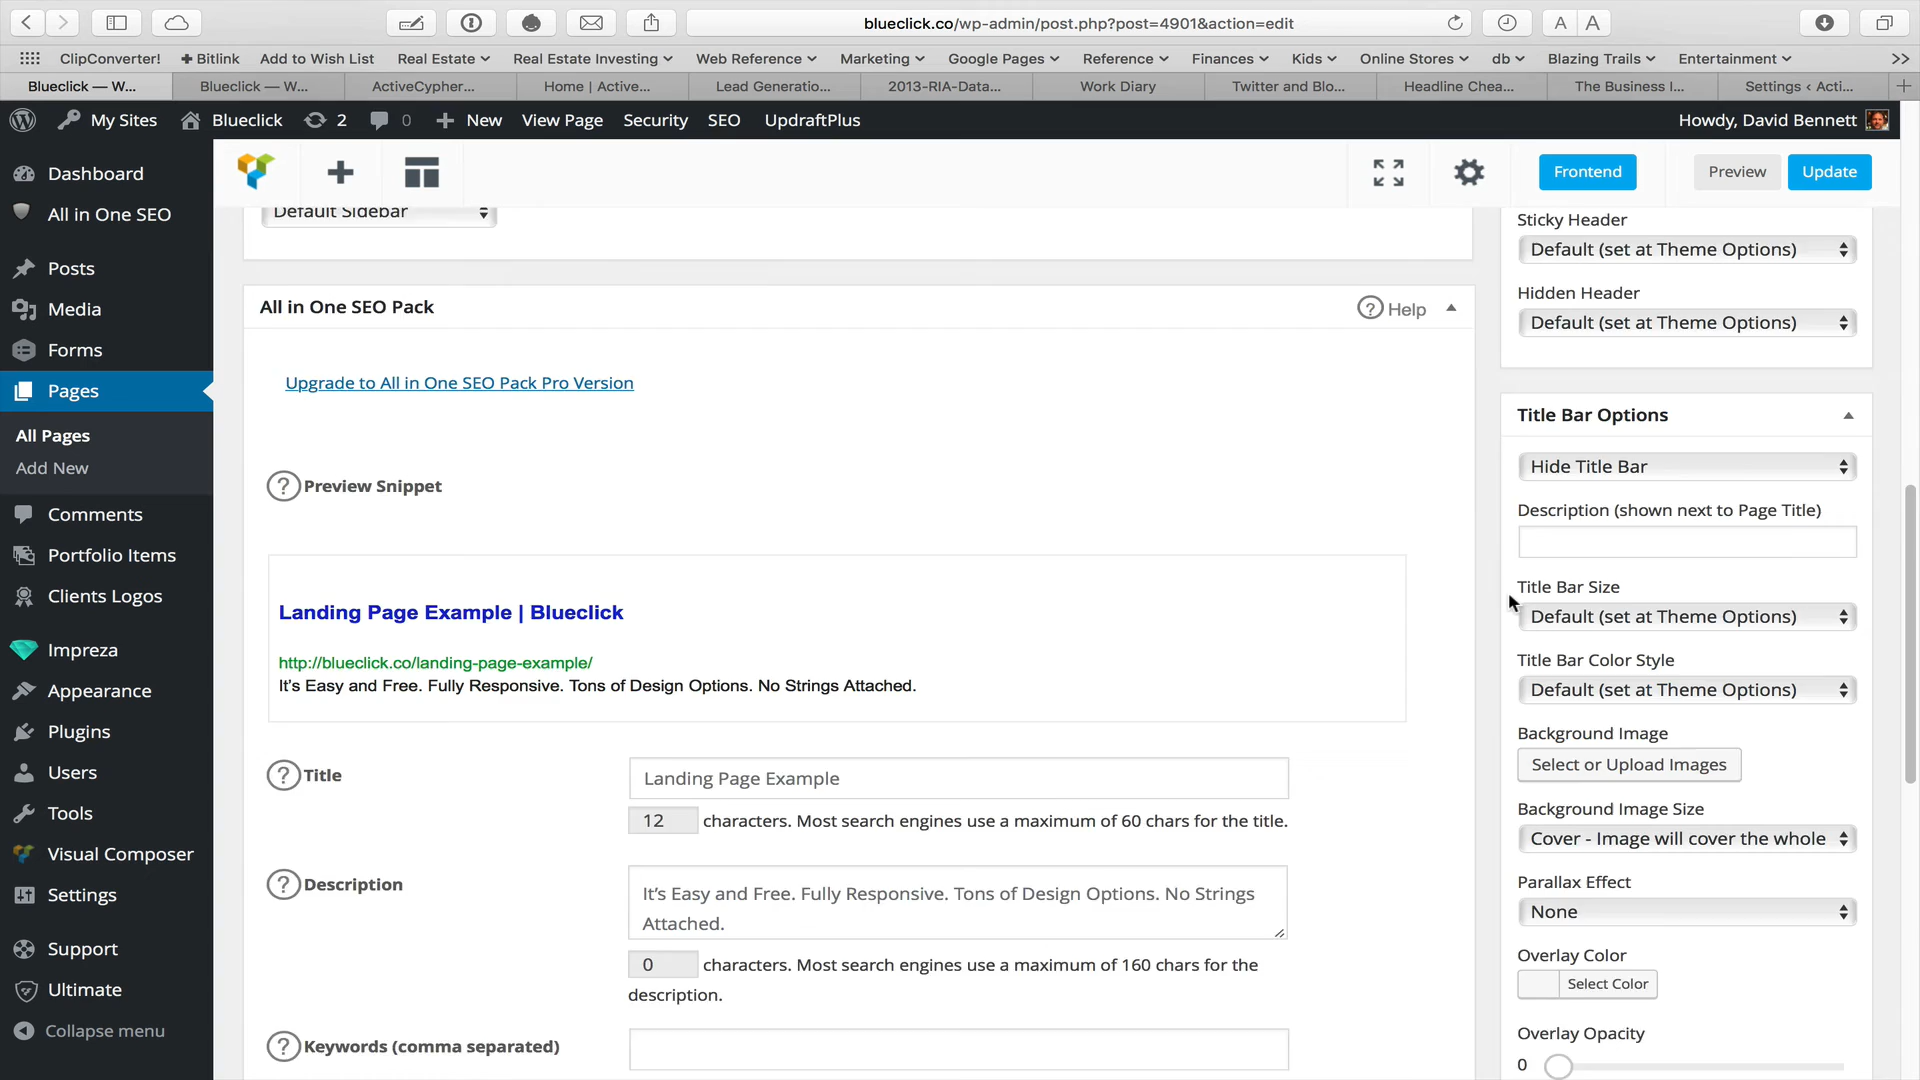 blueclick.co/wp-admin/post.php?post=4901&action=edit
A A
ClipConverter! + Bitlink Add to Wish List Real Estate Real Estate Investing Web Reference Marketing Google Pages Reference Finances Kids Online Stores db Blazing Trails Entertainment
Blueclick — W... Blueclick — W... ActiveCypher... Home | Active... Lead Generatio... 2013-RIA-Data... Work Diary Twitter and Blo... Headline Chea... The Business I... Settings ‹ Acti...
My Sites Blueclick 2 0 New View Page Security SEO UpdraftPlus Howdy, David Bennett
Frontend Preview Update
Dashboard
All in One SEO
Posts
Media
Forms
Pages
All Pages
Add New
Comments
Portfolio Items
Clients Logos
Impreza
Appearance
Plugins
Users
Tools
Visual Composer
Settings
Support
Ultimate
Collapse menu
Default Sidebar
All in One SEO Pack
? Help
Upgrade to All in One SEO Pack Pro Version
? Preview Snippet
Landing Page Example | Blueclick
http://blueclick.co/landing-page-example/
It's Easy and Free. Fully Responsive. Tons of Design Options. No Strings Attached.
? Title
Landing Page Example
12 characters. Most search engines use a maximum of 60 chars for the title.
? Description
It's Easy and Free. Fully Responsive. Tons of Design Options. No Strings
Attached.
0 characters. Most search engines use a maximum of 160 chars for the
description.
? Keywords (comma separated)
Sticky Header
Default (set at Theme Options)
Hidden Header
Default (set at Theme Options)
Title Bar Options
Hide Title Bar
Description (shown next to Page Title)
Title Bar Size
Default (set at Theme Options)
Title Bar Color Style
Default (set at Theme Options)
Background Image
Select or Upload Images
Background Image Size
Cover - Image will cover the whole
Parallax Effect
None
Overlay Color
Select Color
Overlay Opacity
0